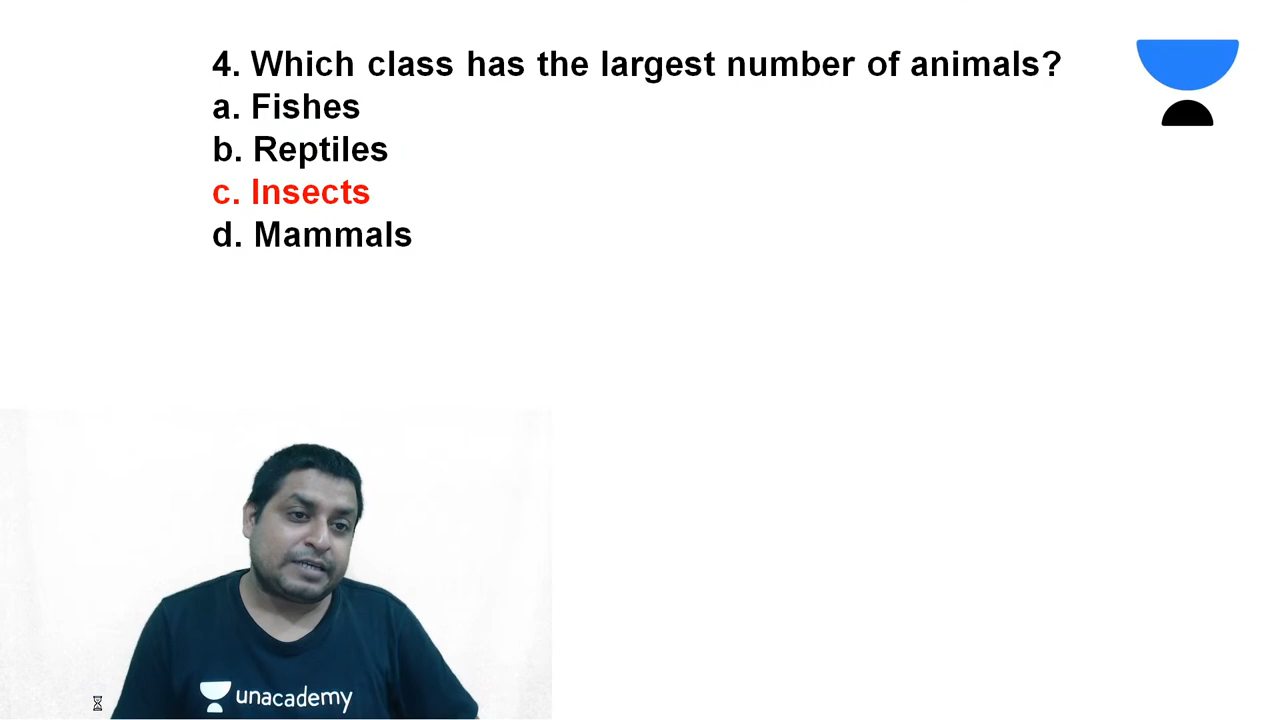 4. Which class has the largest number of animals?
a. Fishes
b. Reptiles
c. Insects
d. Mammals
unacademy